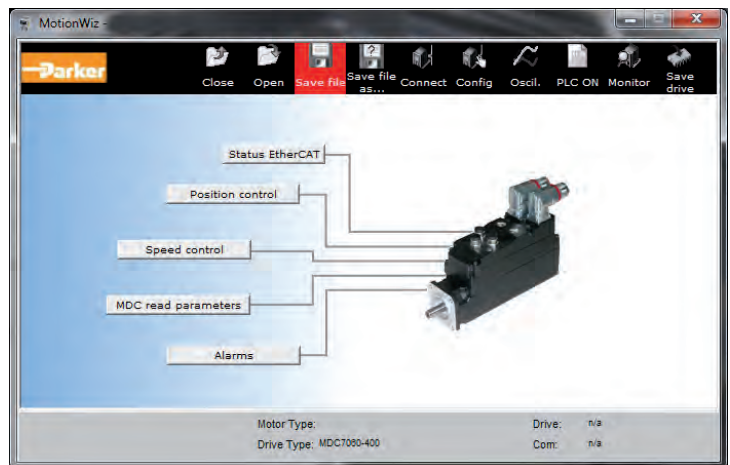 MotionWiz -
Parker
Close Open Save file Save file as... Connect Config Oscil. PLC ON Monitor Save drive
Status EtherCAT
Position control
Speed control
MDC read parameters
Alarms
Motor Type: Drive: n/a
Drive Type: MDC7060-400 Com: n/a